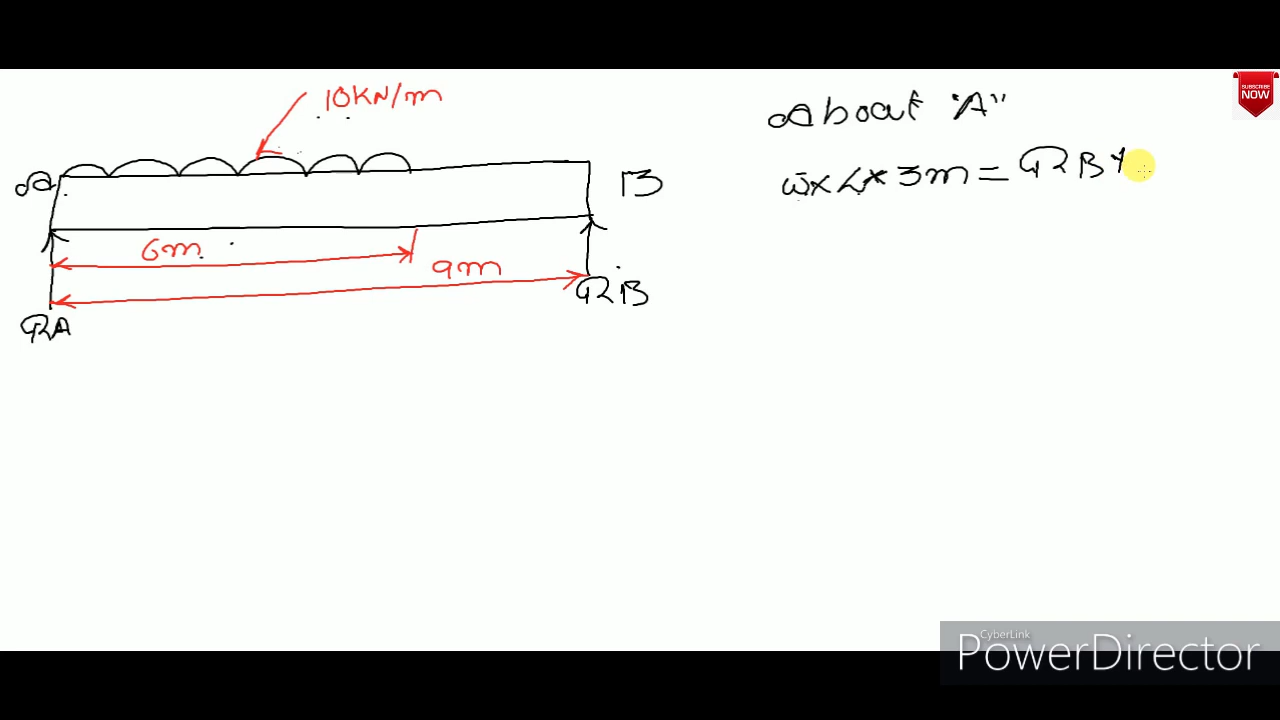 10KN/m
A
B
6m
9m
RA
RB
About "A"
w×L×3m=RB×
SUBSCRIBE
NOW
CyberLink
PowerDirector